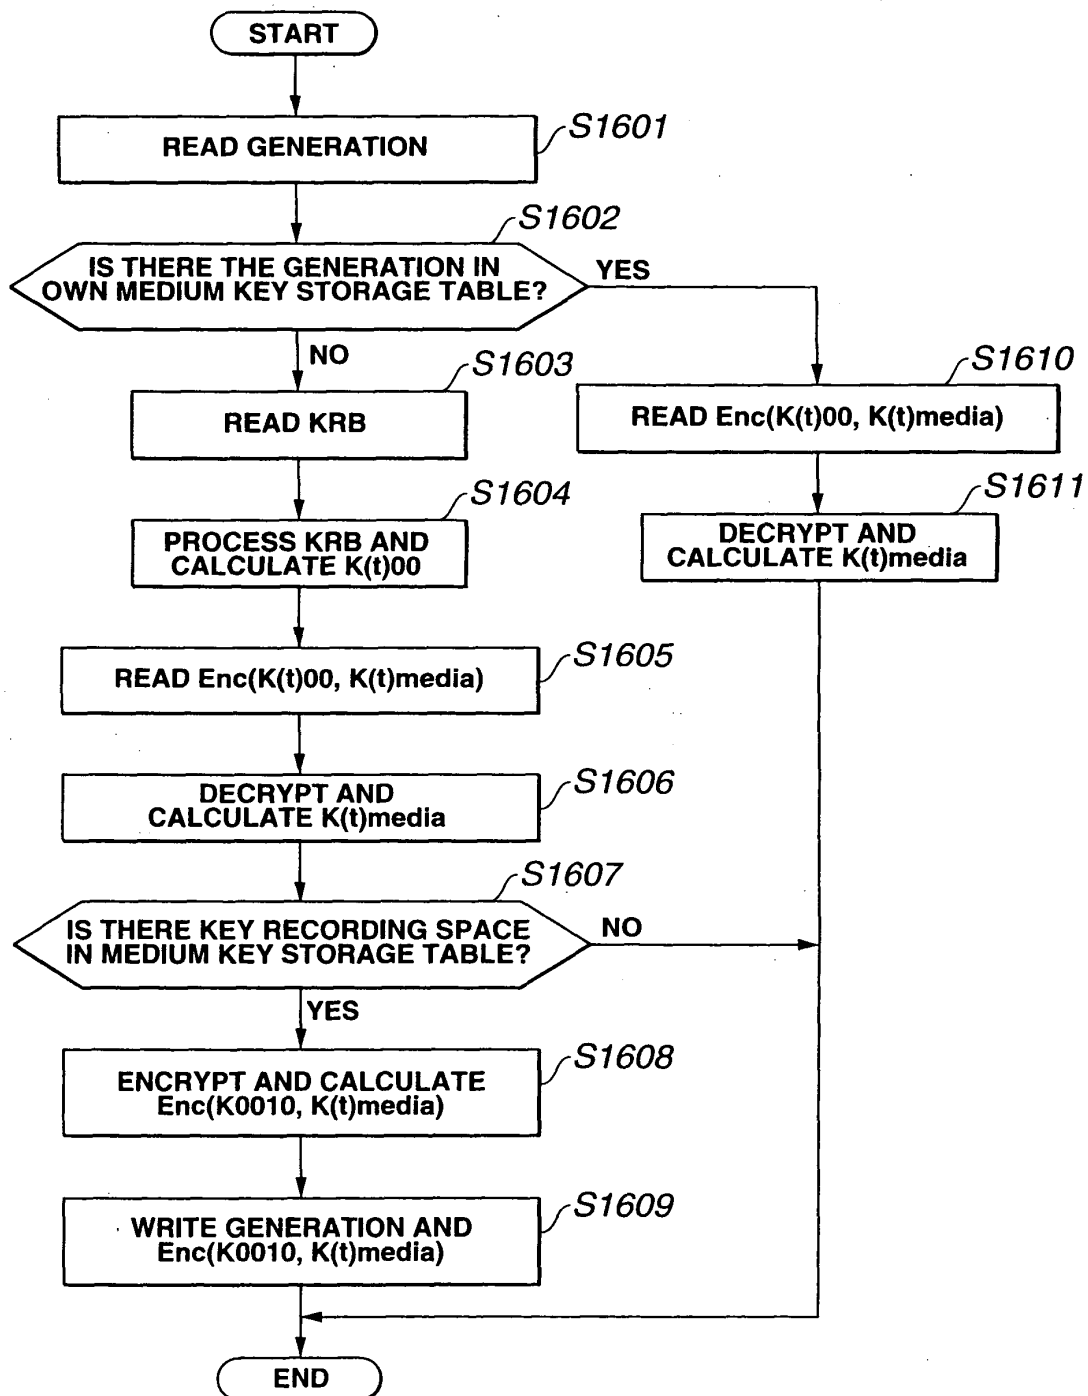 START
READ GENERATION
S1601
S1602
IS THERE THE GENERATION IN
OWN MEDIUM KEY STORAGE TABLE?
YES
NO
S1603
READ KRB
S1610
READ Enc(K(t)00, K(t)media)
S1604
PROCESS KRB AND
CALCULATE K(t)00
S1611
DECRYPT AND
CALCULATE K(t)media
S1605
READ Enc(K(t)00, K(t)media)
S1606
DECRYPT AND
CALCULATE K(t)media
S1607
IS THERE KEY RECORDING SPACE
IN MEDIUM KEY STORAGE TABLE?
NO
YES
S1608
ENCRYPT AND CALCULATE
Enc(K0010, K(t)media)
S1609
WRITE GENERATION AND
Enc(K0010, K(t)media)
END